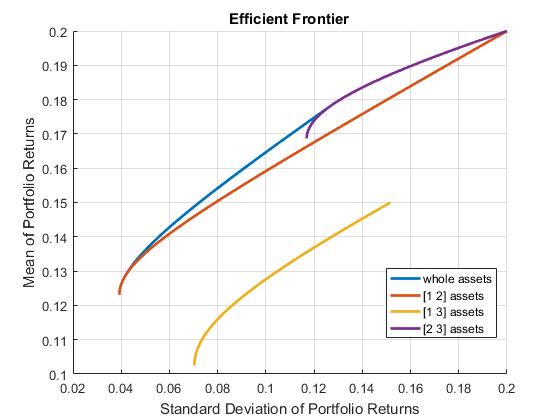 Efficient Frontier
Mean of Portfolio Returns
0.2
0.19
0.18
0.17
0.16
0.15
0.14
0.13
0.12
0.11
0.1
whole assets
[1 2] assets
[1 3] assets
[2 3] assets
0.02 0.04 0.06 0.08 0.1 0.12 0.14 0.16 0.18 0.2
Standard Deviation of Portfolio Returns